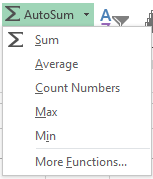 Σ AutoSum
Σ Sum
Average
Count Numbers
Max
Min
More Functions...